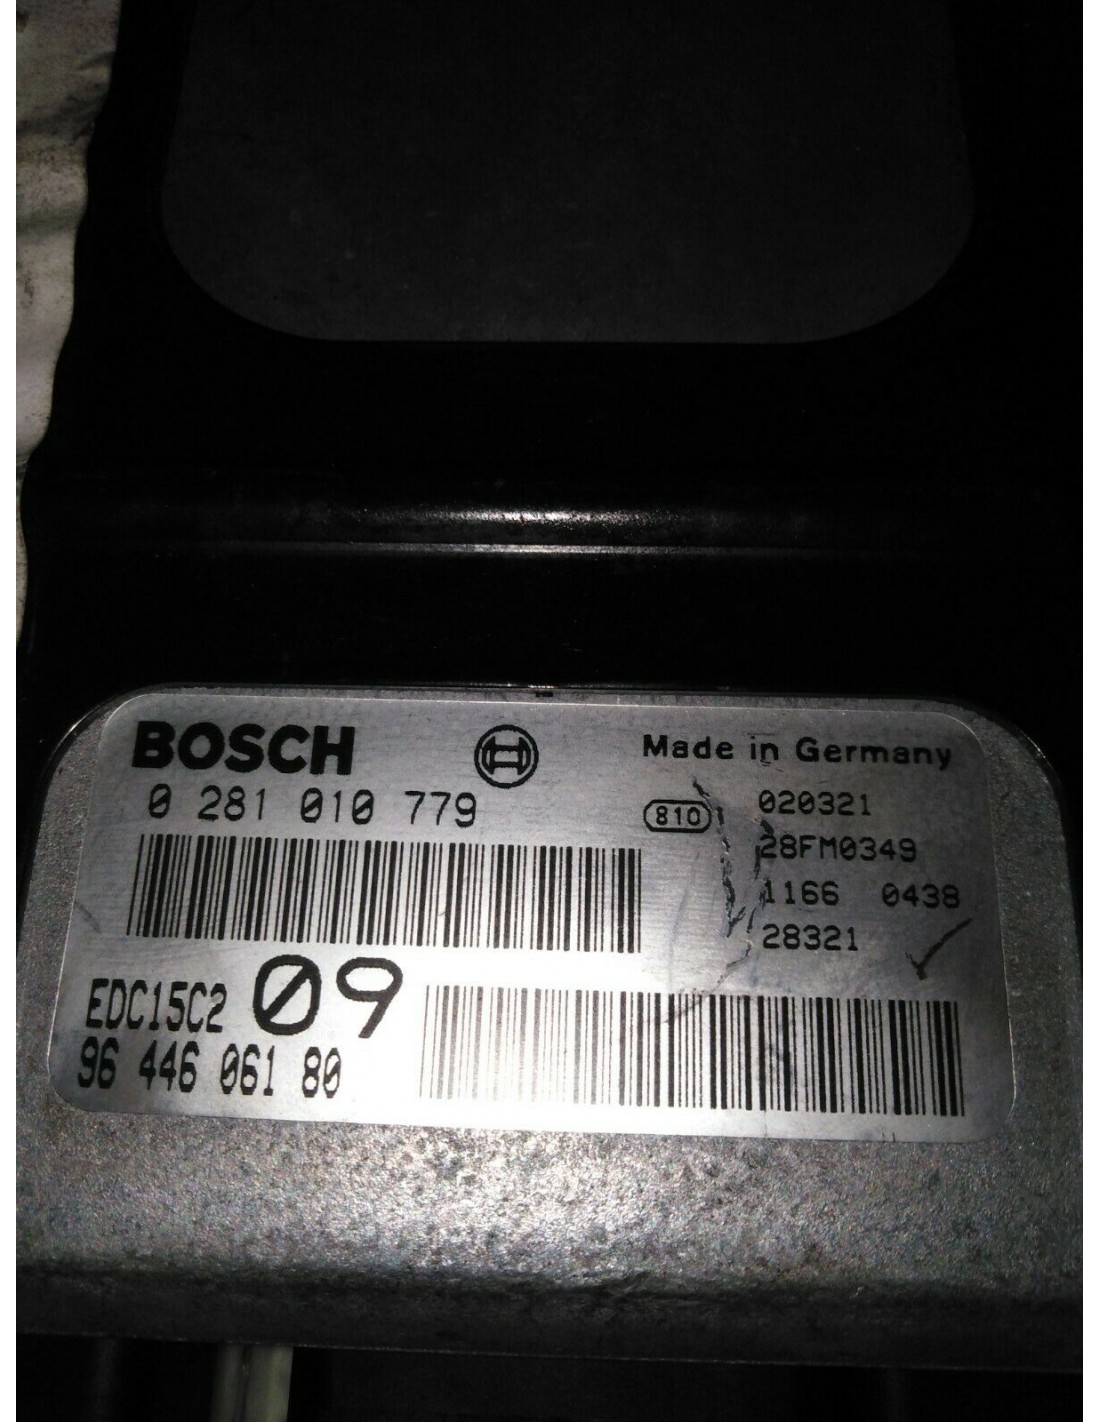 BOSCH
Made in Germany
0 281 010 779
810
020321
28FM0349
1166 0438
28321
EDC15C2 09
96 446 061 80